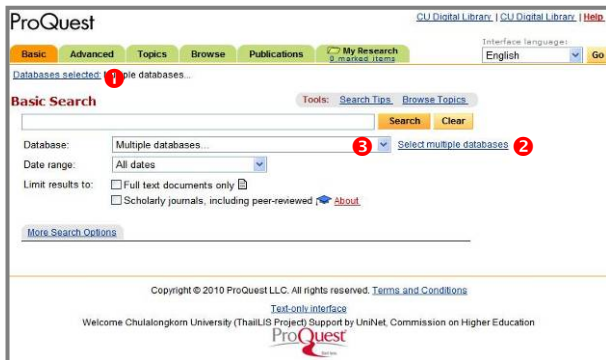 ProQuest
CU Digital Library | CU Digital Library | Help
Interface language:
Basic Advanced Topics Browse Publications My Research
0 marked items
English Go
Databases selected: 1 ple databases...
Basic Search
Tools: Search Tips Browse Topics
Search Clear
Database: Multiple databases... 3 Select multiple databases 2
Date range: All dates
Limit results to: Full text documents only
Scholarly journals, including peer-reviewed About
More Search Options
Copyright © 2010 ProQuest LLC. All rights reserved. Terms and Conditions
Text-only interface
Welcome Chulalongkorn University (ThaiLIS Project) Support by UniNet, Commission on Higher Education
ProQuest